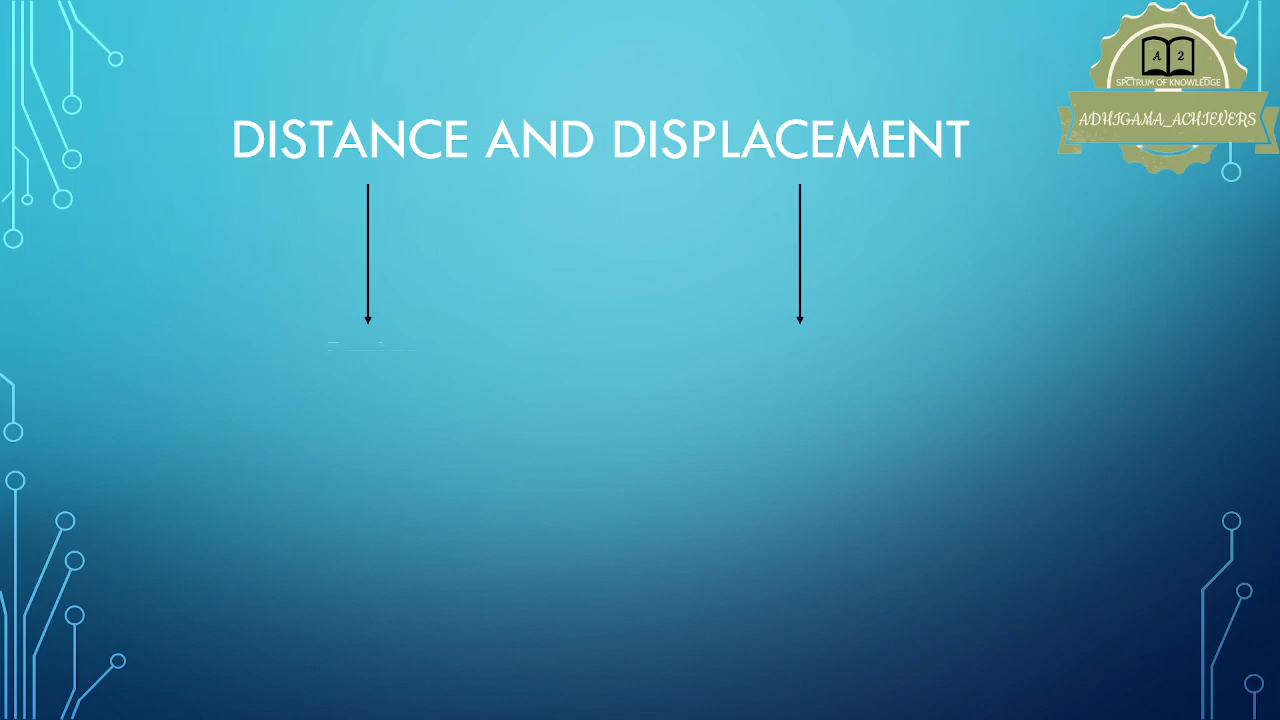 A 2
SPCTRUM OF KNOWLEDGE
ADHIGAMA_ACHIEVERS
DISTANCE AND DISPLACEMENT